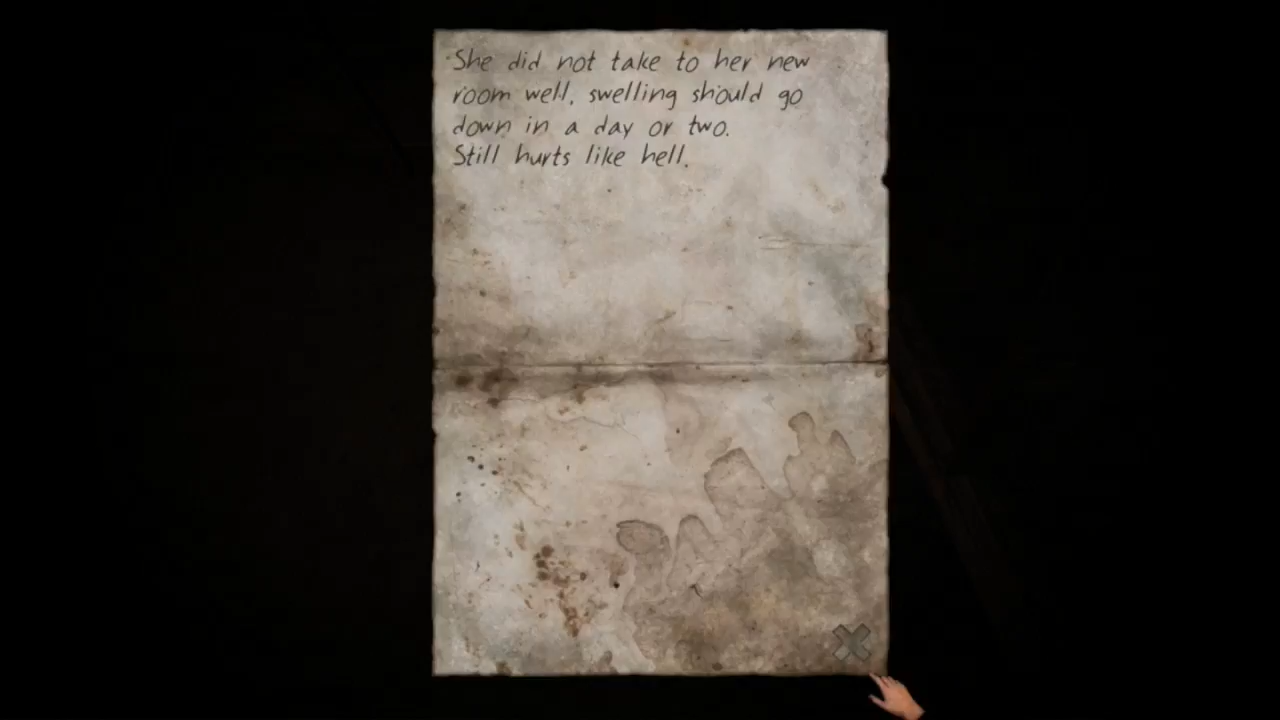 She did not take to her new
room well, swelling should go
down in a day or two.
Still hurts like hell.